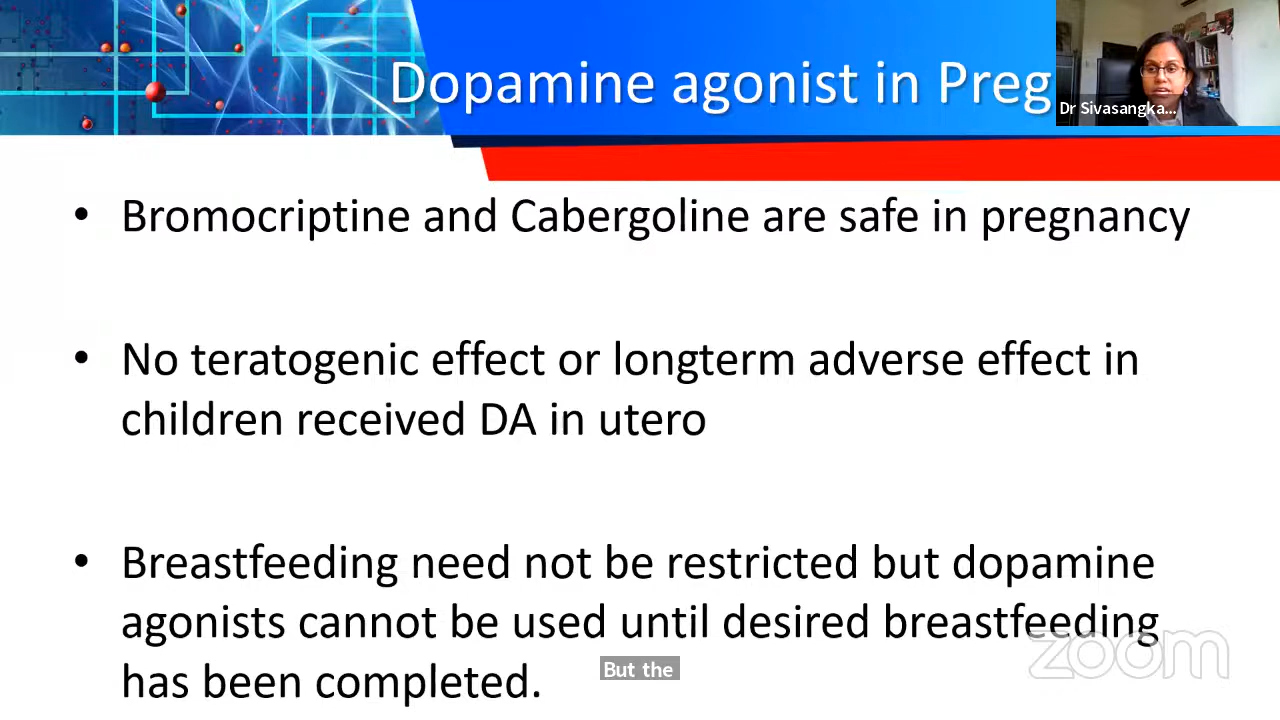 Dopamine agonist in Preg
Dr Sivasangka...
• Bromocriptine and Cabergoline are safe in pregnancy
• No teratogenic effect or longterm adverse effect in
children received DA in utero
• Breastfeeding need not be restricted but dopamine
agonists cannot be used until desired breastfeeding
has been completed.
zoom
But the